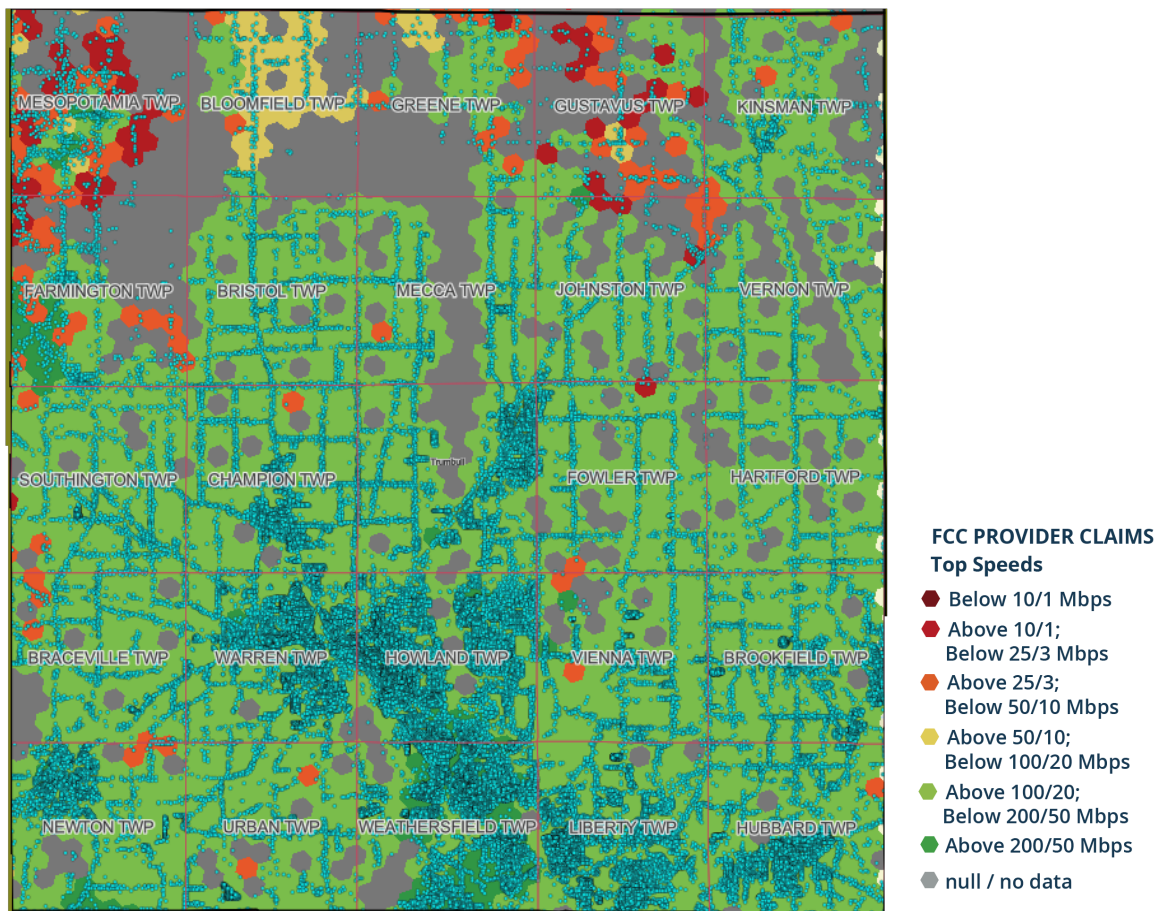 MESOPOTAMIA TWP
BLOOMFIELD TWP
GREENE TWP
GUSTAVUS TWP
KINSMAN TWP
FARMINGTON TWP
BRISTOL TWP
MECCA TWP
JOHNSTON TWP
VERNON TWP
Trumbull
SOUTHINGTON TWP
CHAMPION TWP
FOWLER TWP
HARTFORD TWP
BRACEVILLE TWP
WARREN TWP
HOWLAND TWP
VIENNA TWP
BROOKFIELD TWP
NEWTON TWP
URBAN TWP
WEATHERSFIELD TWP
LIBERTY TWP
HUBBARD TWP
FCC PROVIDER CLAIMS
Top Speeds
Below 10/1 Mbps
Above 10/1;
Below 25/3 Mbps
Above 25/3;
Below 50/10 Mbps
Above 50/10;
Below 100/20 Mbps
Above 100/20;
Below 200/50 Mbps
Above 200/50 Mbps
null / no data